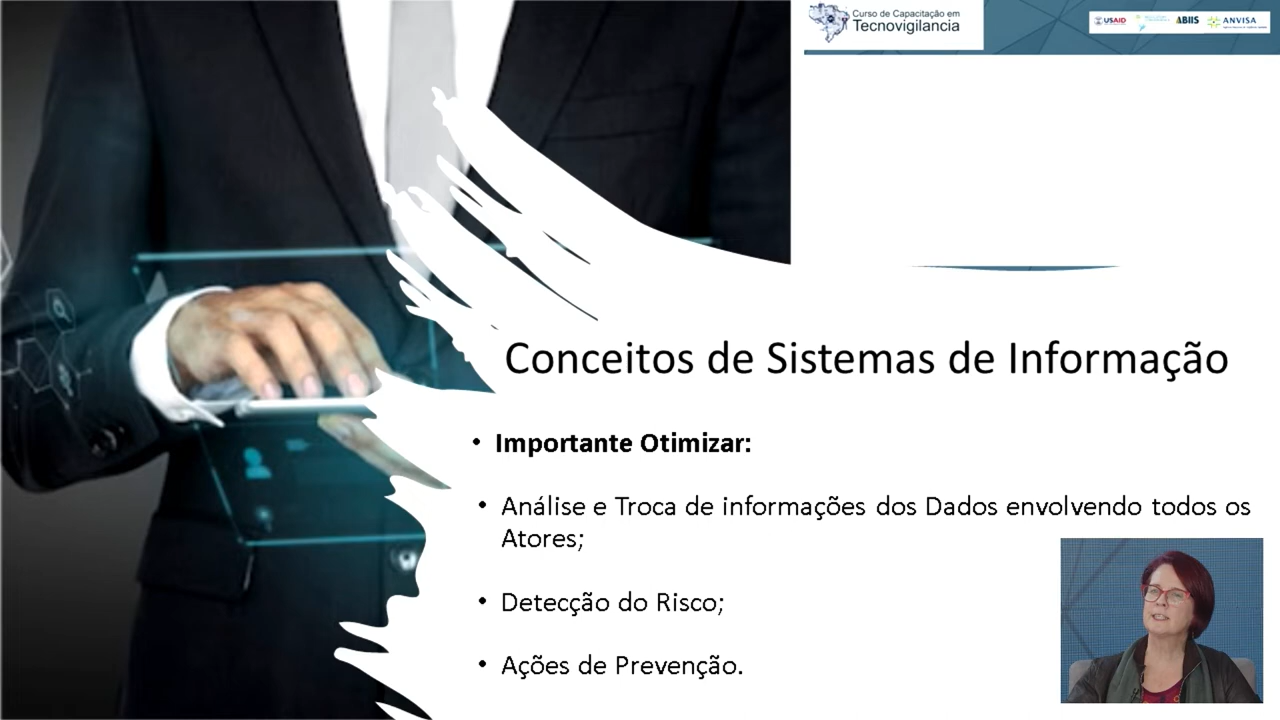 Curso de Capacitação em
Tecnovigilancia
USAID
ABIIS
ANVISA
Conceitos de Sistemas de Informação
• Importante Otimizar:
• Análise e Troca de informações dos Dados envolvendo todos os
Atores;
• Detecção do Risco;
• Ações de Prevenção.